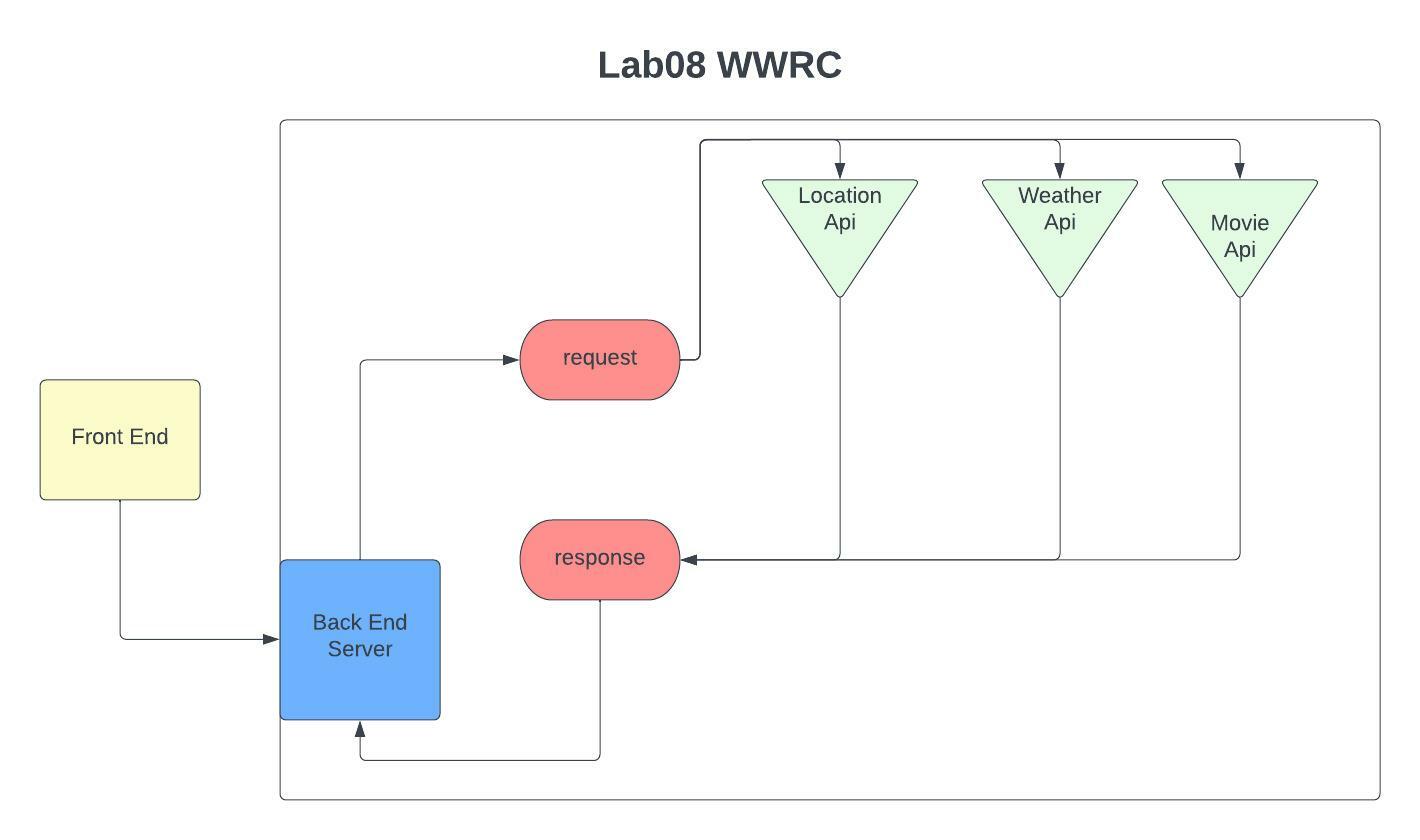 Lab08 WWRC
Location
Api
Weather
Api
Movie
Api
request
Front End
response
Back End
Server